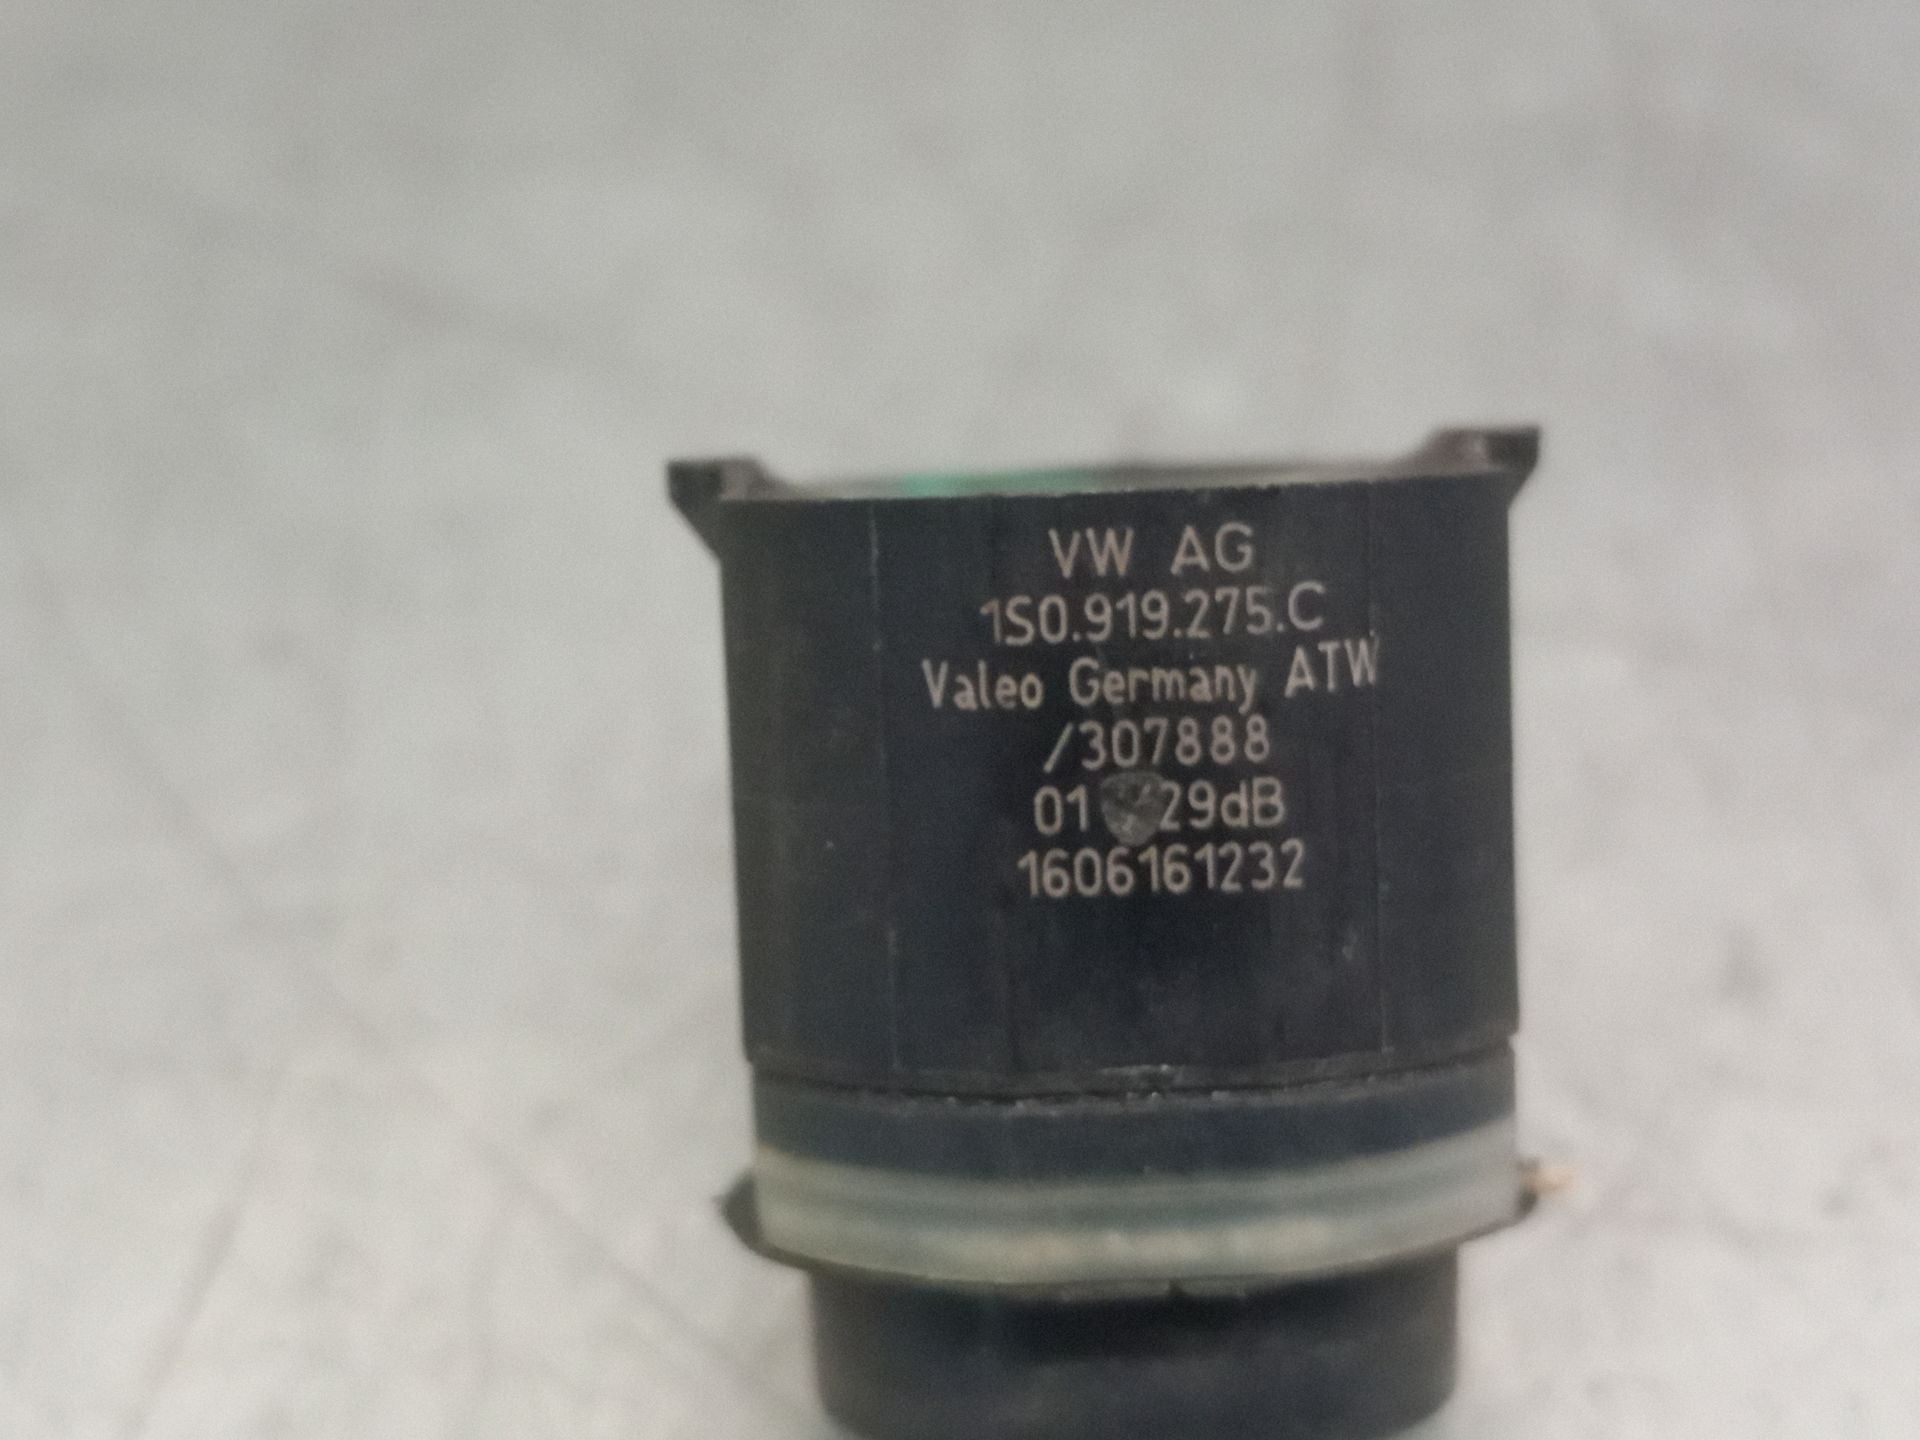 VW AG
1S0.919.275.C
Valeo Germany ATW
/307888
01 29dB
1606161232